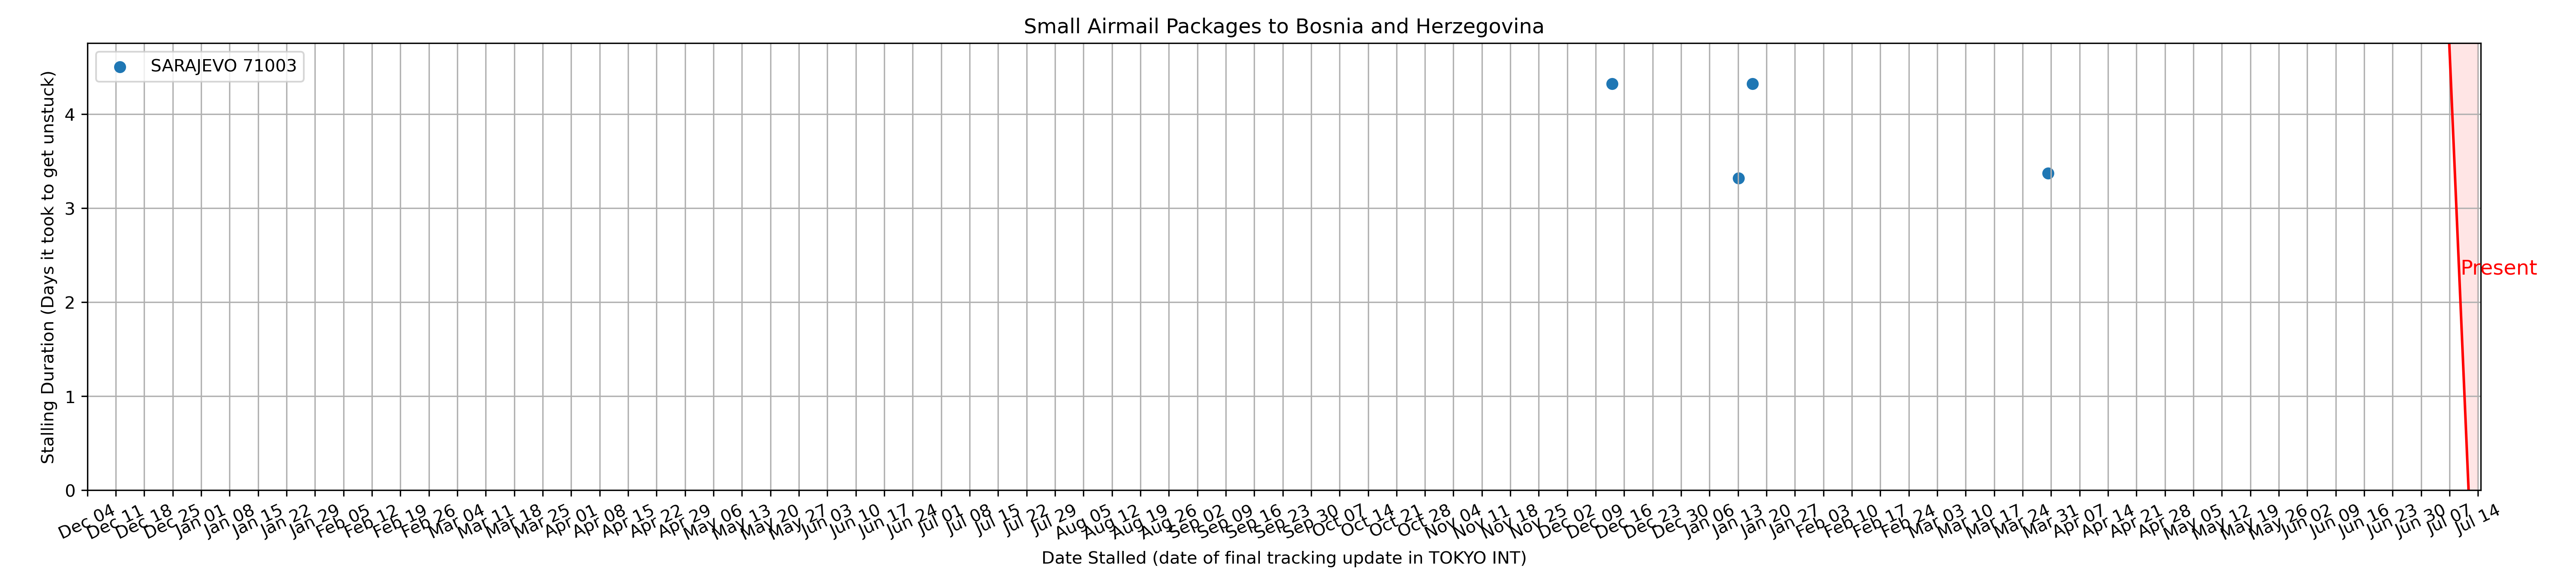 Small Airmail Packages to Bosnia and Herzegovina
SARAJEVO 71003
Stalling Duration (Days it took to get unstuck)
4
3
2
1
0
Present
Dec 04
Dec 11
Dec 18
Dec 25
Jan 01
Jan 08
Jan 15
Jan 22
Jan 29
Feb 05
Feb 12
Feb 19
Feb 26
Mar 04
Mar 11
Mar 18
Mar 25
Apr 01
Apr 08
Apr 15
Apr 22
Apr 29
May 06
May 13
May 20
May 27
Jun 03
Jun 10
Jun 17
Jun 24
Jul 01
Jul 08
Jul 15
Jul 22
Jul 29
Aug 05
Aug 12
Aug 19
Aug 26
Sep 02
Sep 09
Sep 16
Sep 23
Sep 30
Oct 07
Oct 14
Oct 21
Oct 28
Nov 04
Nov 11
Nov 18
Nov 25
Dec 02
Dec 09
Dec 16
Dec 23
Dec 30
Jan 06
Jan 13
Jan 20
Jan 27
Feb 03
Feb 10
Feb 17
Feb 24
Mar 03
Mar 10
Mar 17
Mar 24
Mar 31
Apr 07
Apr 14
Apr 21
Apr 28
May 05
May 12
May 19
May 26
Jun 02
Jun 09
Jun 16
Jun 23
Jun 30
Jul 07
Jul 14
Date Stalled (date of final tracking update in TOKYO INT)